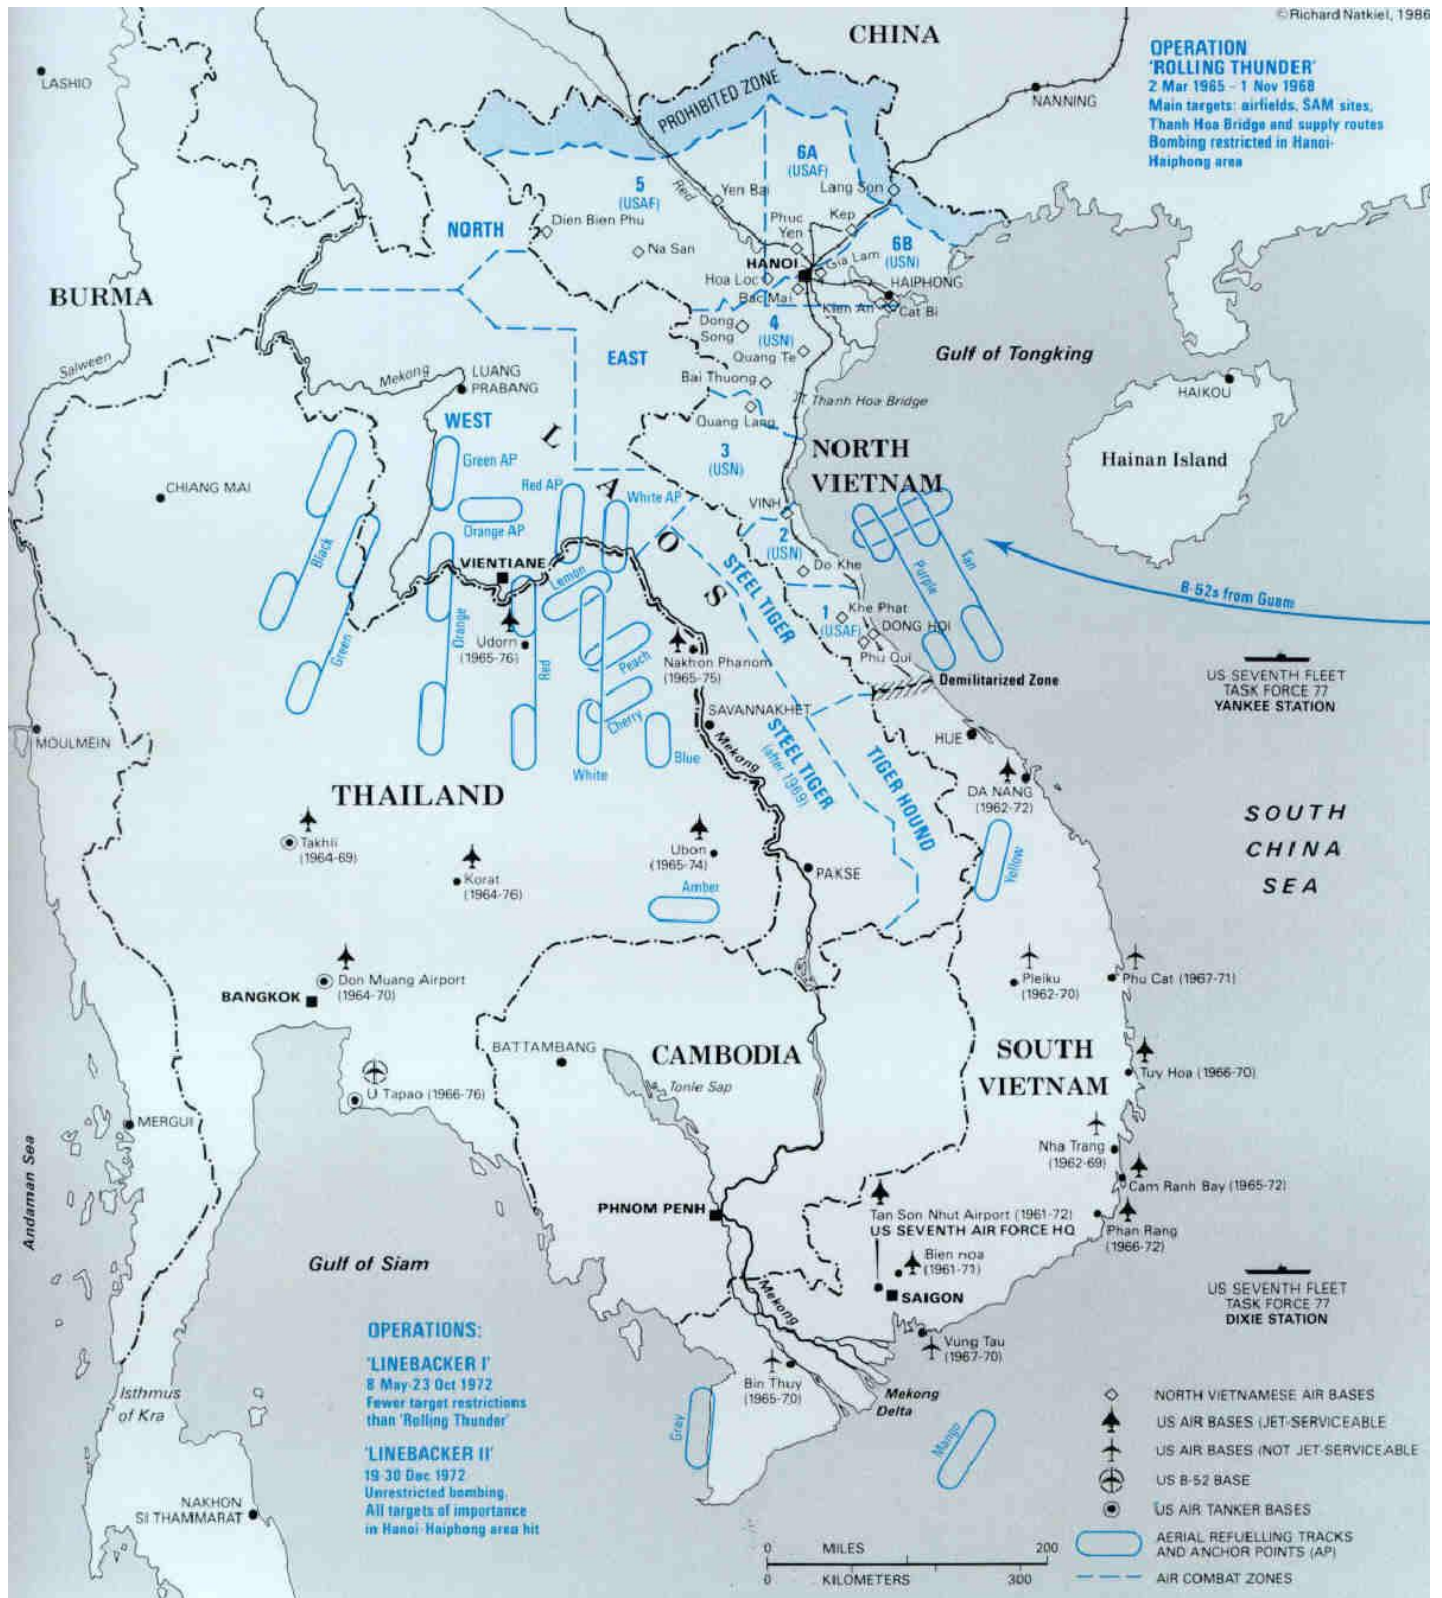 © Richard Natkiel, 1986
CHINA
OPERATION
'ROLLING THUNDER'
2 Mar 1965 - 1 Nov 1968
Main targets: airfields, SAM sites,
Thanh Hoa Bridge and supply routes
Bombing restricted in Hanoi-
Haiphong area
LASHIO
NANNING
PROHIBITED ZONE
6A
(USAF)
5
(USAF)
Red
Yen Bai
Lang Son
Dien Bien Phu
Phuc
Yen
Kep
NORTH
Na San
6B
(USN)
HANOI
Gia Lam
Hoa Loc
HAIPHONG
BURMA
Bac Mai
Kien An
Cat Bi
Dong
Song
4
(USN)
EAST
Quang Te
Gulf of Tongking
Salween
Mekong
LUANG
PRABANG
Bai Thuong
Thanh Hoa Bridge
HAIKOU
WEST
Quang Lang
L
A
O
S
3
(USN)
NORTH
VIETNAM
Hainan Island
Green AP
CHIANG MAI
Red AP
White AP
Orange AP
VINH
2
(USN)
VIENTIANE
Do Khe
Black
Lemon
STEEL TIGER
Purple
Tan
B-52s from Guam
1
(USAF)
Khe Phat
DONG HOI
Phu Qui
Green
Orange
Udorn
(1965-76)
Red
Peach
Nakhon Phanom
(1965-75)
Demilitarized Zone
US SEVENTH FLEET
TASK FORCE 77
YANKEE STATION
MOULMEIN
Cherry
SAVANNAKHET
Mekong
HUE
White
Blue
STEEL TIGER
(after 1969)
TIGER HOUND
THAILAND
DA NANG
(1962-72)
SOUTH
CHINA
SEA
Takhli
(1964-69)
Korat
(1964-76)
Ubon
(1965-74)
PAKSE
Yellow
Amber
Don Muang Airport
(1964-70)
BANGKOK
Pleiku
(1962-70)
Phu Cat (1967-71)
BATTAMBANG
CAMBODIA
Tonle Sap
SOUTH
VIETNAM
Tuy Hoa (1966-70)
U Tapao (1966-76)
MERGUI
Nha Trang
(1962-69)
Cam Ranh Bay (1965-72)
Andaman Sea
PHNOM PENH
Tan Son Nhut Airport (1961-72)
US SEVENTH AIR FORCE HQ
Phan Rang
(1966-72)
Gulf of Siam
Bien Hoa
(1961-71)
SAIGON
US SEVENTH FLEET
TASK FORCE 77
DIXIE STATION
Mekong
Vung Tau
(1967-70)
OPERATIONS:
'LINEBACKER I'
8 May-23 Oct 1972
Fewer target restrictions
than 'Rolling Thunder'
'LINEBACKER II'
19-30 Dec 1972
Unrestricted bombing.
All targets of importance
in Hanoi-Haiphong area hit
Bin Thuy
(1965-70)
Mekong
Delta
Grey
Mango
Isthmus
of Kra
NAKHON
SI THAMMARAT
NORTH VIETNAMESE AIR BASES
US AIR BASES (JET-SERVICEABLE
US AIR BASES (NOT JET-SERVICEABLE
US B-52 BASE
US AIR TANKER BASES
AERIAL REFUELLING TRACKS
AND ANCHOR POINTS (AP)
AIR COMBAT ZONES
0 MILES 200
0 KILOMETERS 300